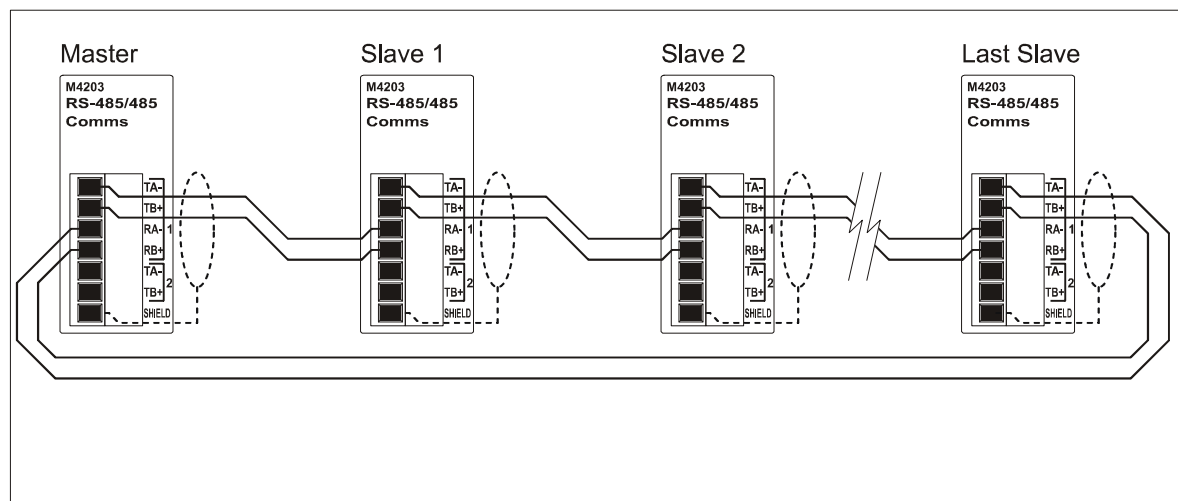 Master
M4203
RS-485/485
Comms
TA-
TB+
RA- 1
RB+
TA-
TB+ 2
SHIELD
Slave 1
M4203
RS-485/485
Comms
TA-
TB+
RA- 1
RB+
TA-
TB+ 2
SHIELD
Slave 2
M4203
RS-485/485
Comms
TA-
TB+
RA- 1
RB+
TA-
TB+ 2
SHIELD
Last Slave
M4203
RS-485/485
Comms
TA-
TB+
RA- 1
RB+
TA-
TB+ 2
SHIELD